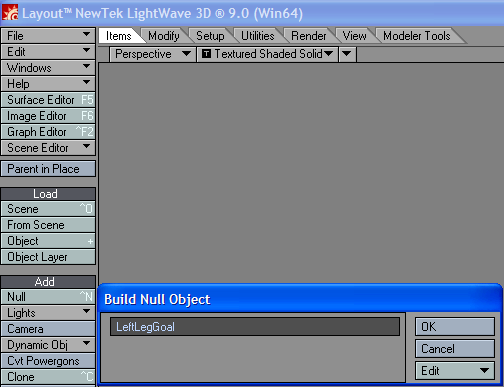 Layout™ NewTek LightWave 3D ® 9.0 (Win64)
File
Items Modify Setup Utilities Render View Modeler Tools
Edit
Perspective T Textured Shaded Solid
Windows
Help
Surface Editor F5
Image Editor F6
Graph Editor ^F2
Scene Editor
Parent in Place
Load
Scene ^O
From Scene
Object +
Object Layer
Add
Null ^N
Lights
Camera
Dynamic Obj
Cvt Powergons
Clone ^C
Build Null Object
LeftLegGoal
OK
Cancel
Edit